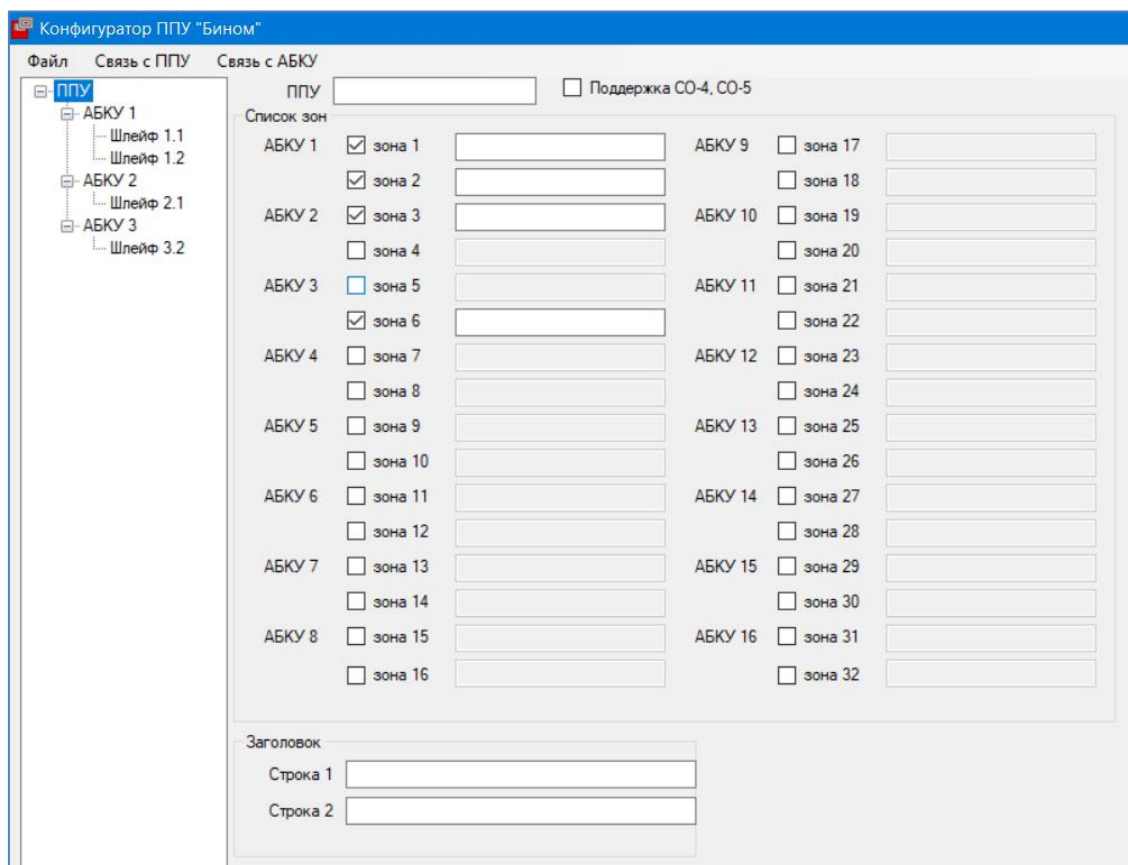 Конфигуратор ППУ "Бином"
Файл Связь с ППУ Связь с АБКУ
ППУ
АБКУ 1
Шлейф 1.1
Шлейф 1.2
АБКУ 2
Шлейф 2.1
АБКУ 3
Шлейф 3.2
ППУ Поддержка СО-4, СО-5
Список зон
АБКУ 1 зона 1 АБКУ 9 зона 17
зона 2 зона 18
АБКУ 2 зона 3 АБКУ 10 зона 19
зона 4 зона 20
АБКУ 3 зона 5 АБКУ 11 зона 21
зона 6 зона 22
АБКУ 4 зона 7 АБКУ 12 зона 23
зона 8 зона 24
АБКУ 5 зона 9 АБКУ 13 зона 25
зона 10 зона 26
АБКУ 6 зона 11 АБКУ 14 зона 27
зона 12 зона 28
АБКУ 7 зона 13 АБКУ 15 зона 29
зона 14 зона 30
АБКУ 8 зона 15 АБКУ 16 зона 31
зона 16 зона 32
Заголовок
Строка 1
Строка 2